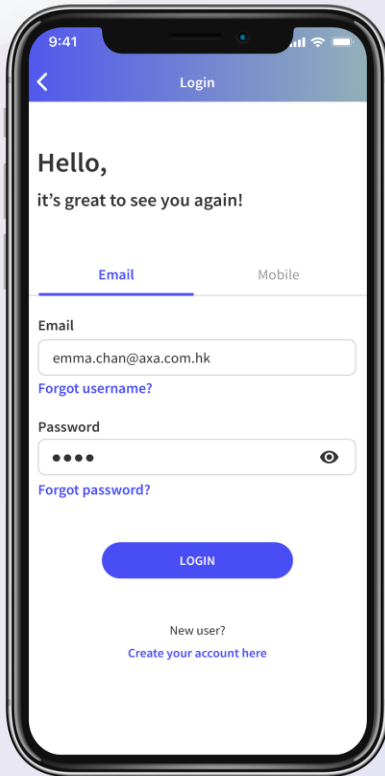 9:41
Login
Hello,
it's great to see you again!
Email Mobile
Email
emma.chan@axa.com.hk
Forgot username?
Password
Forgot password?
LOGIN
New user?
Create your account here